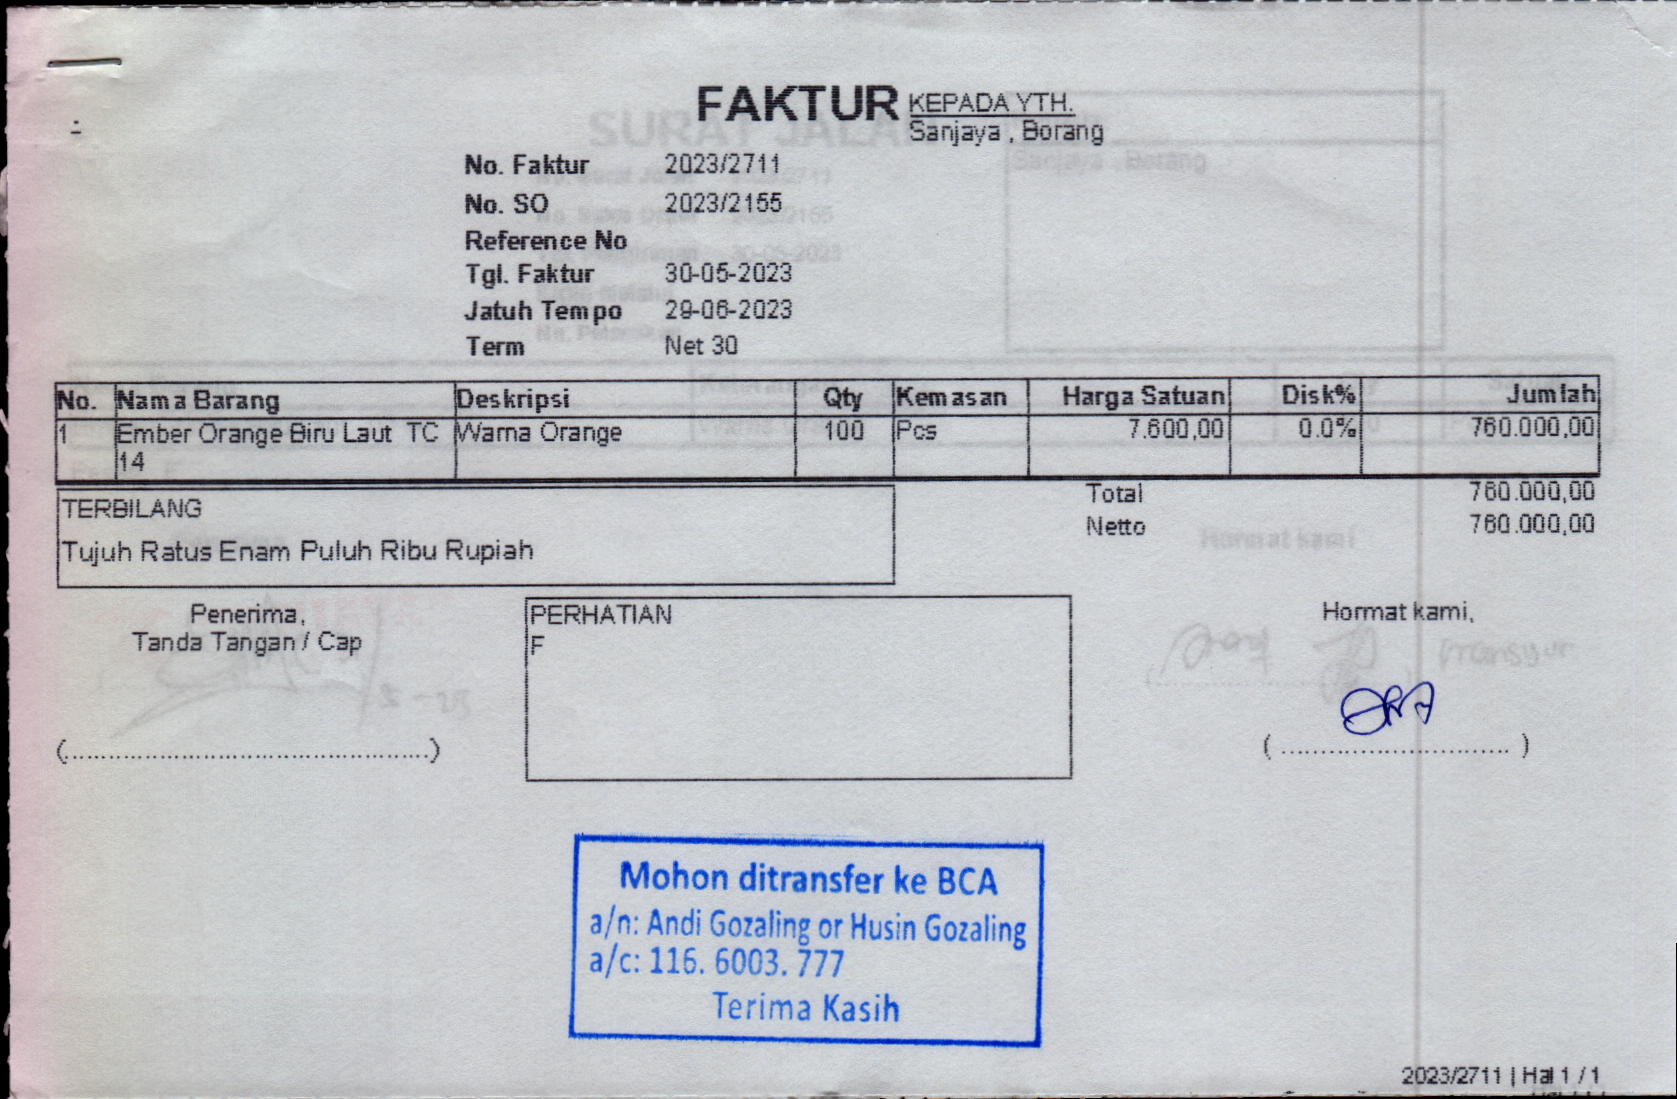 FAKTUR
KEPADA YTH.
Sanjaya , Borang
No. Faktur 2023/2711
No. SO 2023/2155
Reference No
Tgl. Faktur 30-05-2023
Jatuh Tempo 29-06-2023
Term Net 30
No. Nama Barang Deskripsi Qty Kemasan Harga Satuan Disk% Jumlah
1 Ember Orange Biru Laut TC Warna Orange 100 Pcs 7.600,00 0.0% 760.000,00
14
Total 760.000,00
TERBILANG
Netto 760.000,00
Tujuh Ratus Enam Puluh Ribu Rupiah
Penerima,
Tanda Tangan / Cap
PERHATIAN
F
Hormat kami,
(................................................)
( ............................ )
Mohon ditransfer ke BCA
a/n: Andi Gozaling or Husin Gozaling
a/c: 116. 6003. 777
Terima Kasih
2023/2711 | Hal 1 / 1